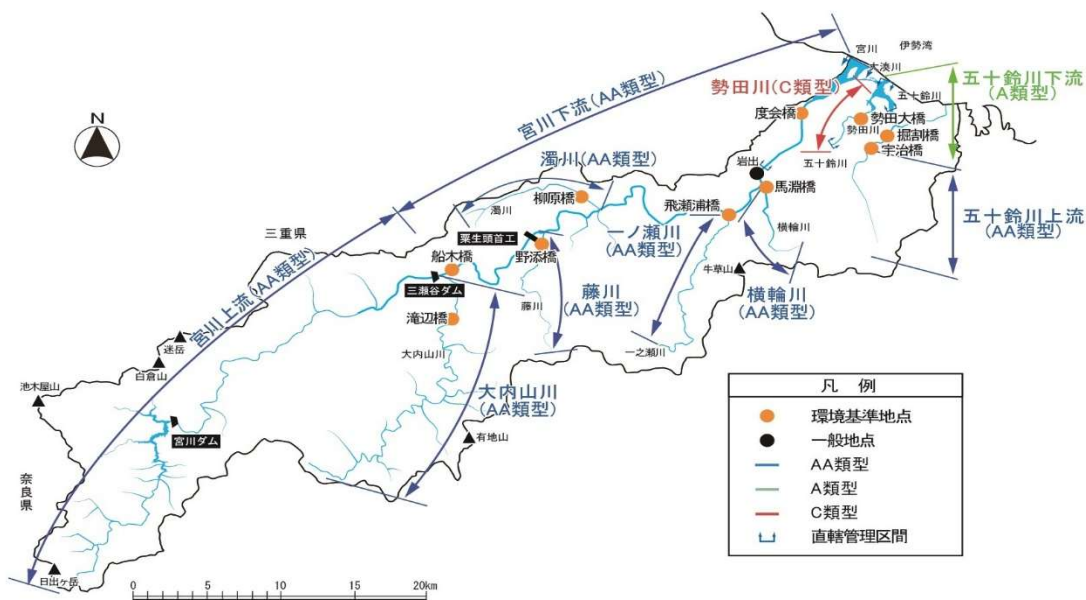 宮川
伊勢湾
大湊川
五十鈴川
五十鈴川下流
(A類型)
勢田川(C類型)
宮川下流(AA類型)
度会橋
勢田大橋
勢田川
掘割橋
宇治橋
五十鈴川
岩出
馬淵橋
五十鈴川上流
(AA類型)
濁川(AA類型)
柳原橋
濁川
飛瀬浦橋
一ノ瀬川
(AA類型)
横輪川
N
三重県
粟生頭首工
野添橋
船木橋
三瀬谷ダム
牛草山
横輪川
(AA類型)
藤川
(AA類型)
藤川
滝辺橋
宮川上流(AA類型)
一之瀬川
大内山川
大内山川
(AA類型)
迷岳
白倉山
池木屋山
宮川ダム
有地山
奈良県
日出ヶ岳
0 5 10 15 20km
凡 例
環境基準地点
一般地点
AA類型
A類型
C類型
直轄管理区間